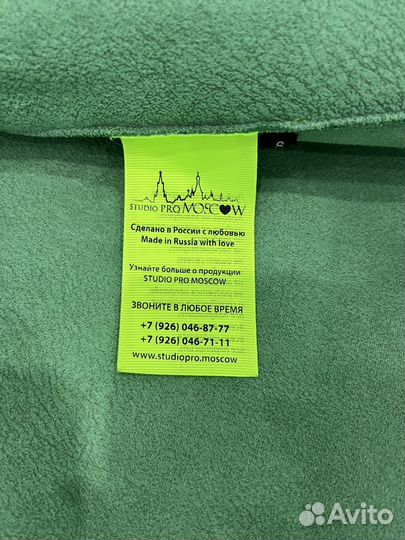 STUDIO PRO MOSCOW
Сделано в России с любовью
Made in Russia with love
Узнайте больше о продукции
STUDIO PRO MOSCOW
ЗВОНИТЕ В ЛЮБОЕ ВРЕМЯ
+7 (926) 046-87-77
+7 (926) 046-71-11
www.studiopro.moscow
Avito